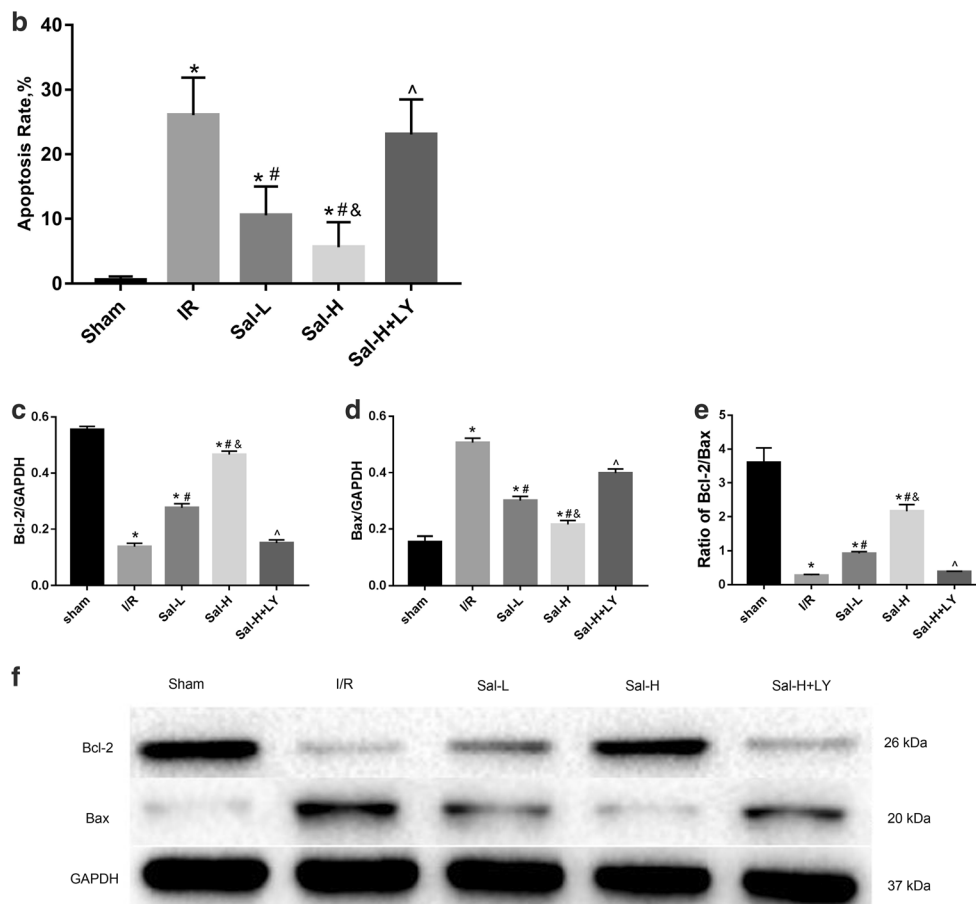 b
Apoptosis Rate,%
40
30
20
10
0
*
* #
* # &
^
Sham
IR
Sal-L
Sal-H
Sal-H+LY
c
Bcl-2/GAPDH
0.6
0.4
0.2
0.0
*
* #
* # &
^
sham
I/R
Sal-L
Sal-H
Sal-H+LY
d
Bax/GAPDH
0.6
0.4
0.2
0.0
*
* #
* # &
^
sham
I/R
Sal-L
Sal-H
Sal-H+LY
e
Ratio of Bcl-2/Bax
5
4
3
2
1
0
*
* #
* # &
^
sham
I/R
Sal-L
Sal-H
Sal-H+LY
f
Sham I/R Sal-L Sal-H Sal-H+LY
Bcl-2 26 kDa
Bax 20 kDa
GAPDH 37 kDa